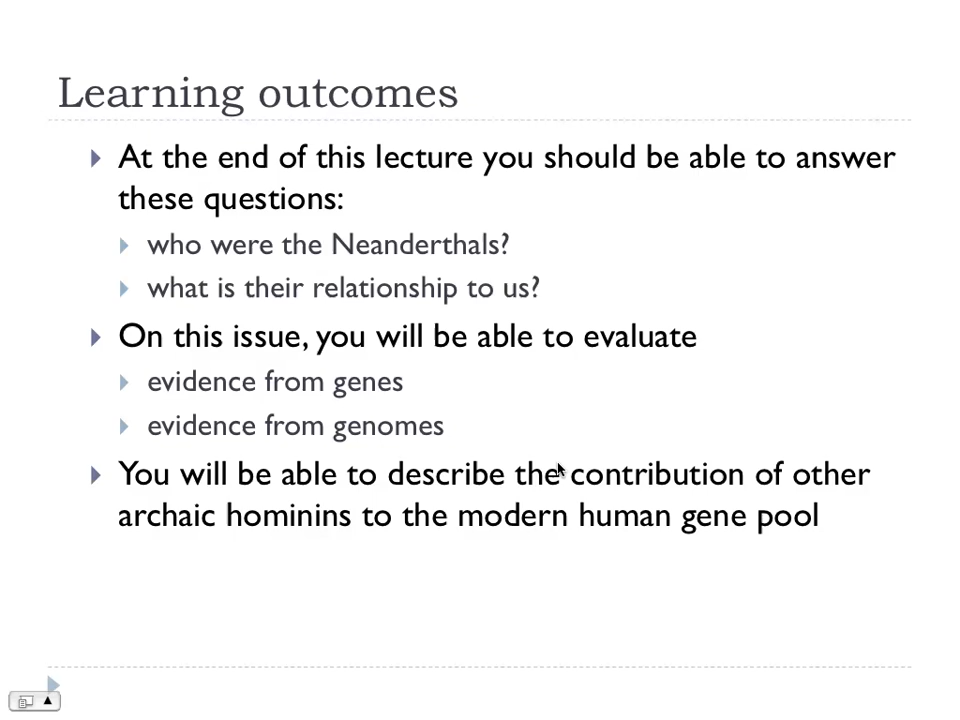 Learning outcomes
At the end of this lecture you should be able to answer
these questions:
who were the Neanderthals?
what is their relationship to us?
On this issue, you will be able to evaluate
evidence from genes
evidence from genomes
You will be able to describe the contribution of other
archaic hominins to the modern human gene pool